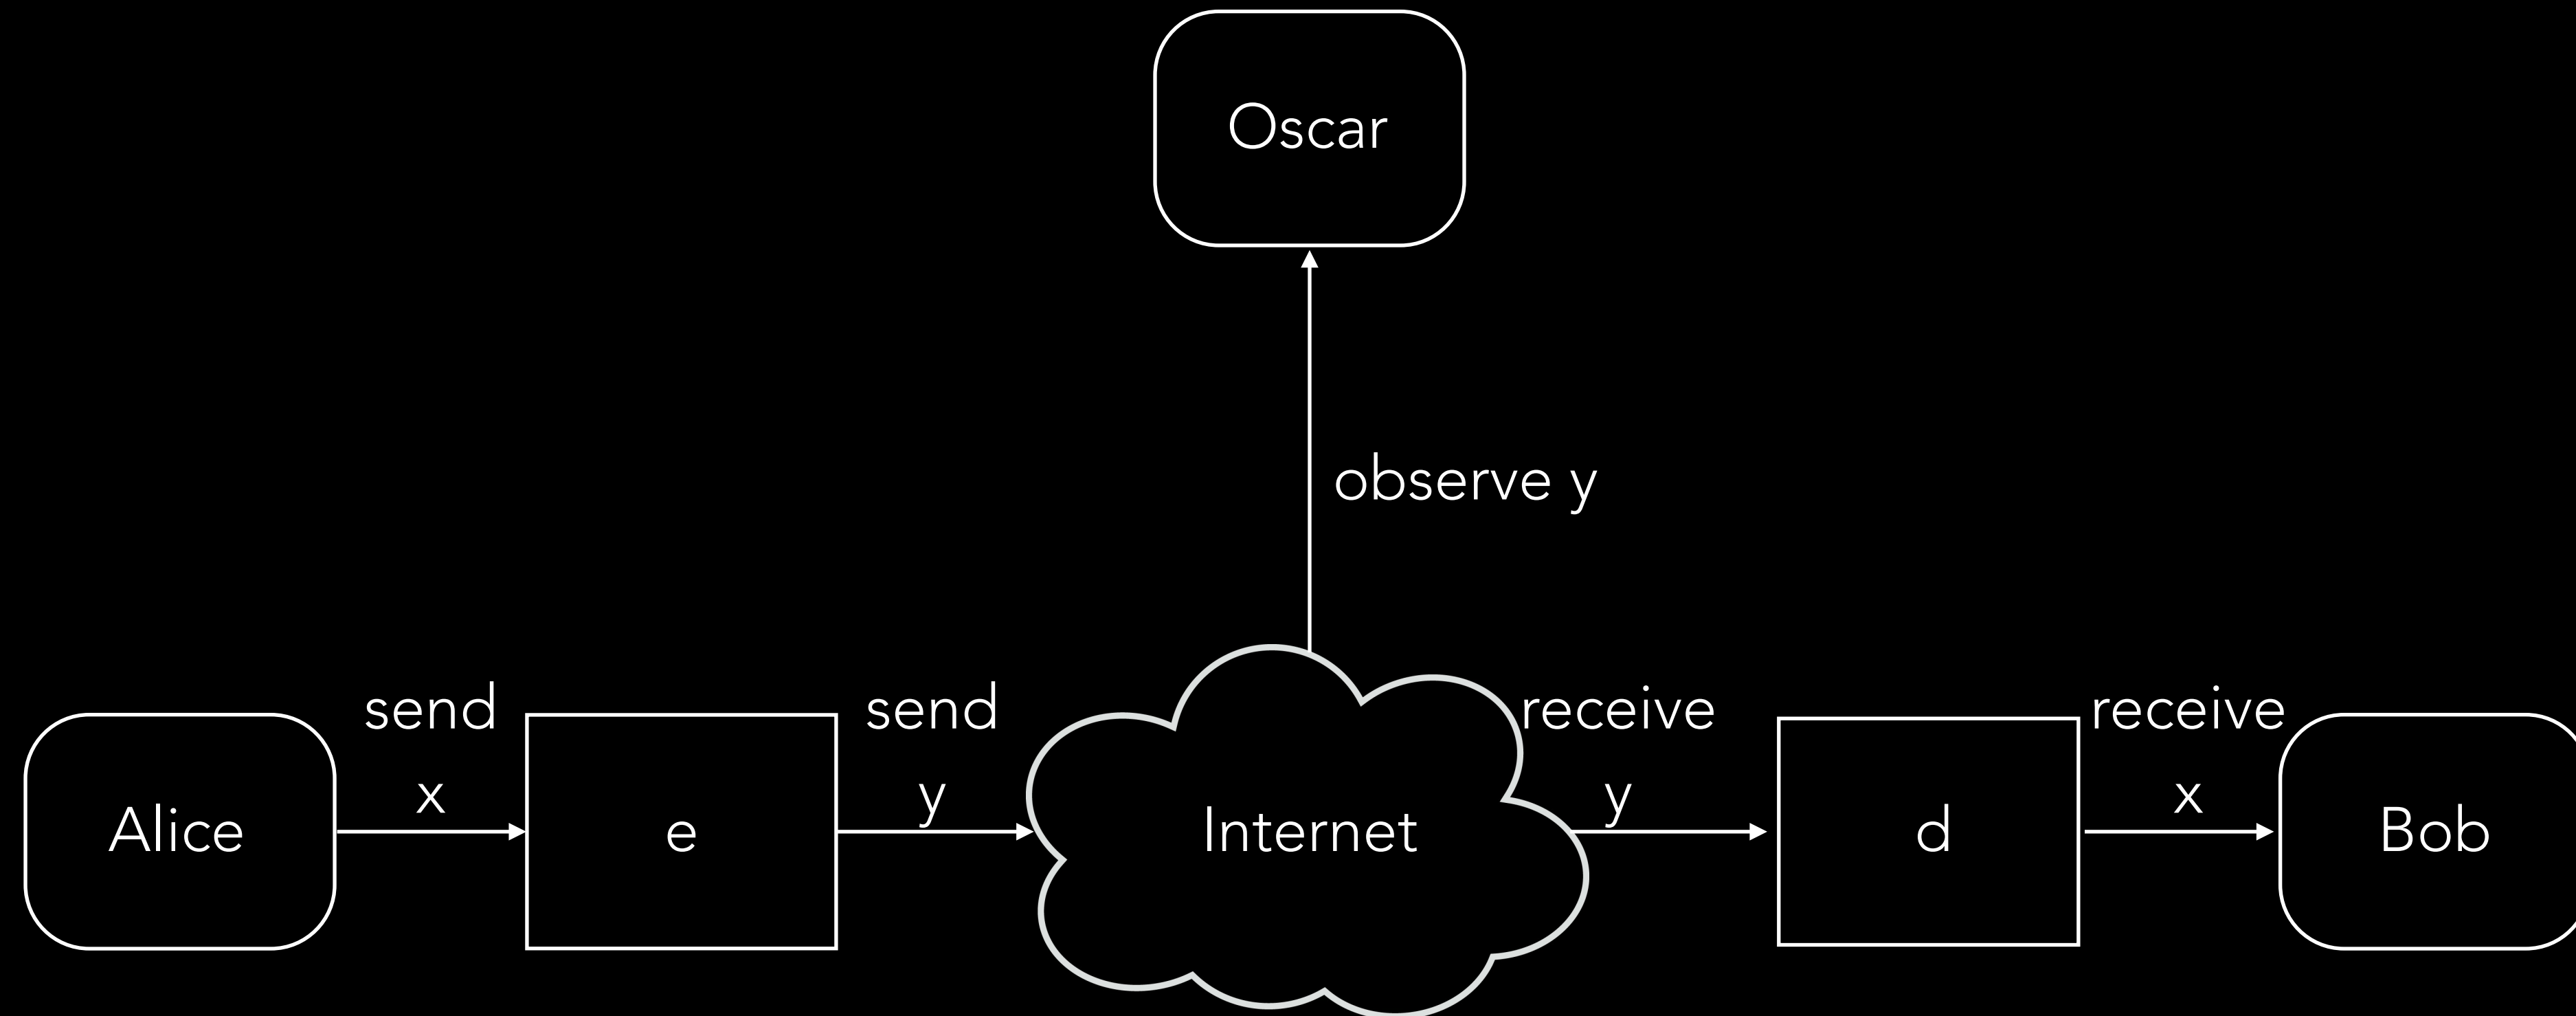 Oscar
observe y
send
x
send
y
receive
y
receive
x
Alice
e
Internet
d
Bob